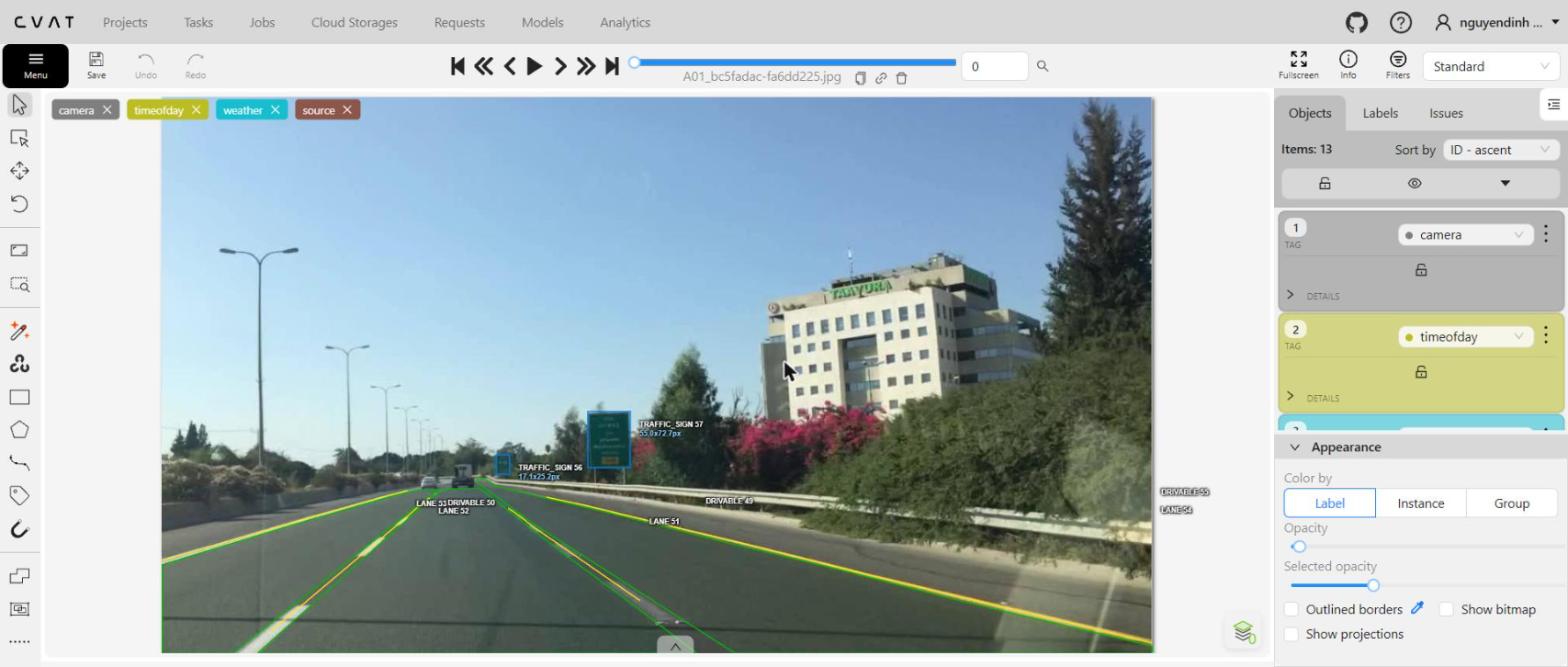 CVAT Projects Tasks Jobs Cloud Storages Requests Models Analytics nguyendinh ...
Menu Save Undo Redo 0 Fullscreen Info Filters Standard
A01_bc5fadac-fa6dd225.jpg
camera timeofday weather source
TAAVURA
TRAFFIC_SIGN 57
55.0x72.7px
TRAFFIC_SIGN 56
17.1x25.2px
LANE 53 DRIVABLE 50
LANE 52
DRIVABLE 49
LANE 51
DRIVABLE 55
LANE 54
Objects Labels Issues
Items: 13 Sort by ID - ascent
1 camera
TAG
DETAILS
2 timeofday
TAG
DETAILS
Appearance
Color by
Label Instance Group
Opacity
Selected opacity
Outlined borders Show bitmap
Show projections
0